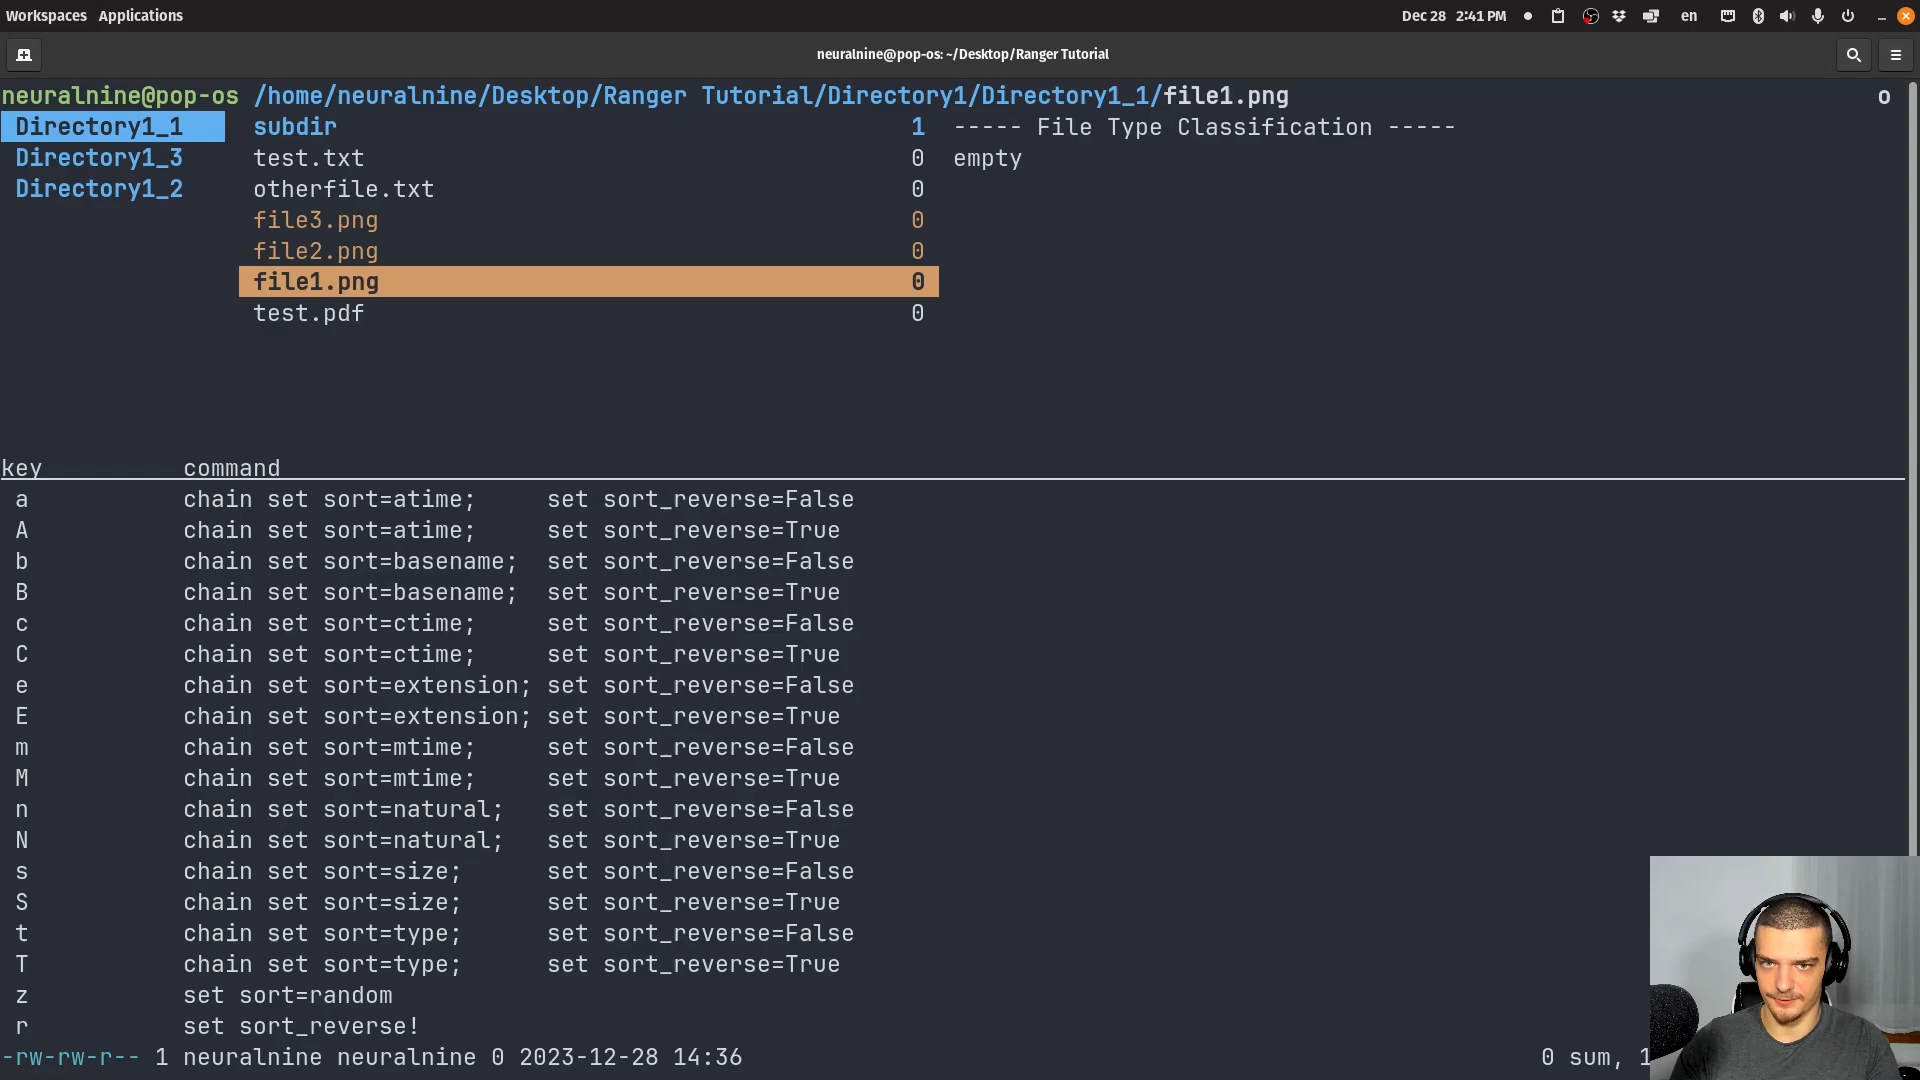 Workspaces Applications Dec 28 2:41 PM en
neuralnine@pop-os: ~/Desktop/Ranger Tutorial
neuralnine@pop-os /home/neuralnine/Desktop/Ranger Tutorial/Directory1/Directory1_1/file1.png o
Directory1_1 subdir 1 ----- File Type Classification -----
Directory1_3 test.txt 0 empty
Directory1_2 otherfile.txt 0
file3.png 0
file2.png 0
file1.png 0
test.pdf 0
key command
a chain set sort=atime; set sort_reverse=False
A chain set sort=atime; set sort_reverse=True
b chain set sort=basename; set sort_reverse=False
B chain set sort=basename; set sort_reverse=True
c chain set sort=ctime; set sort_reverse=False
C chain set sort=ctime; set sort_reverse=True
e chain set sort=extension; set sort_reverse=False
E chain set sort=extension; set sort_reverse=True
m chain set sort=mtime; set sort_reverse=False
M chain set sort=mtime; set sort_reverse=True
n chain set sort=natural; set sort_reverse=False
N chain set sort=natural; set sort_reverse=True
s chain set sort=size; set sort_reverse=False
S chain set sort=size; set sort_reverse=True
t chain set sort=type; set sort_reverse=False
T chain set sort=type; set sort_reverse=True
z set sort=random
r set sort_reverse!
-rw-rw-r-- 1 neuralnine neuralnine 0 2023-12-28 14:36 0 sum, 1